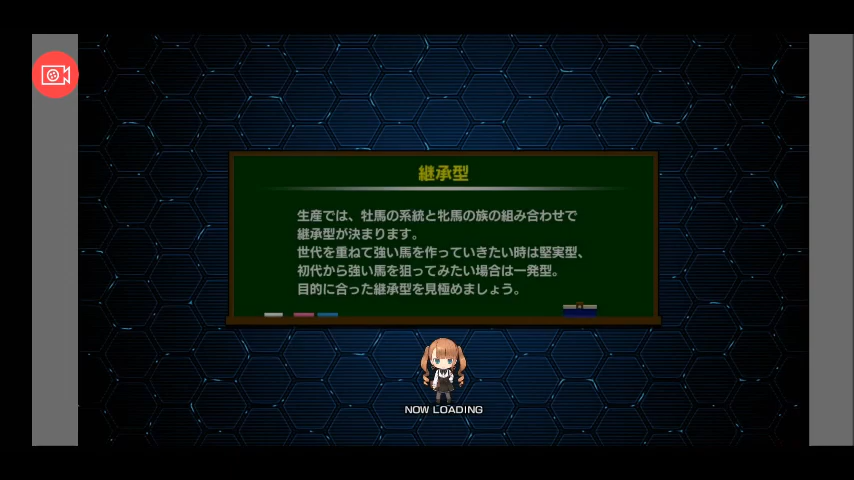 継承型
生産では、牡馬の系統と牝馬の族の組み合わせで
継承型が決まります。
世代を重ねて強い馬を作っていきたい時は堅実型、
初代から強い馬を狙ってみたい場合は一発型。
目的に合った継承型を見極めましょう。
NOW LOADING